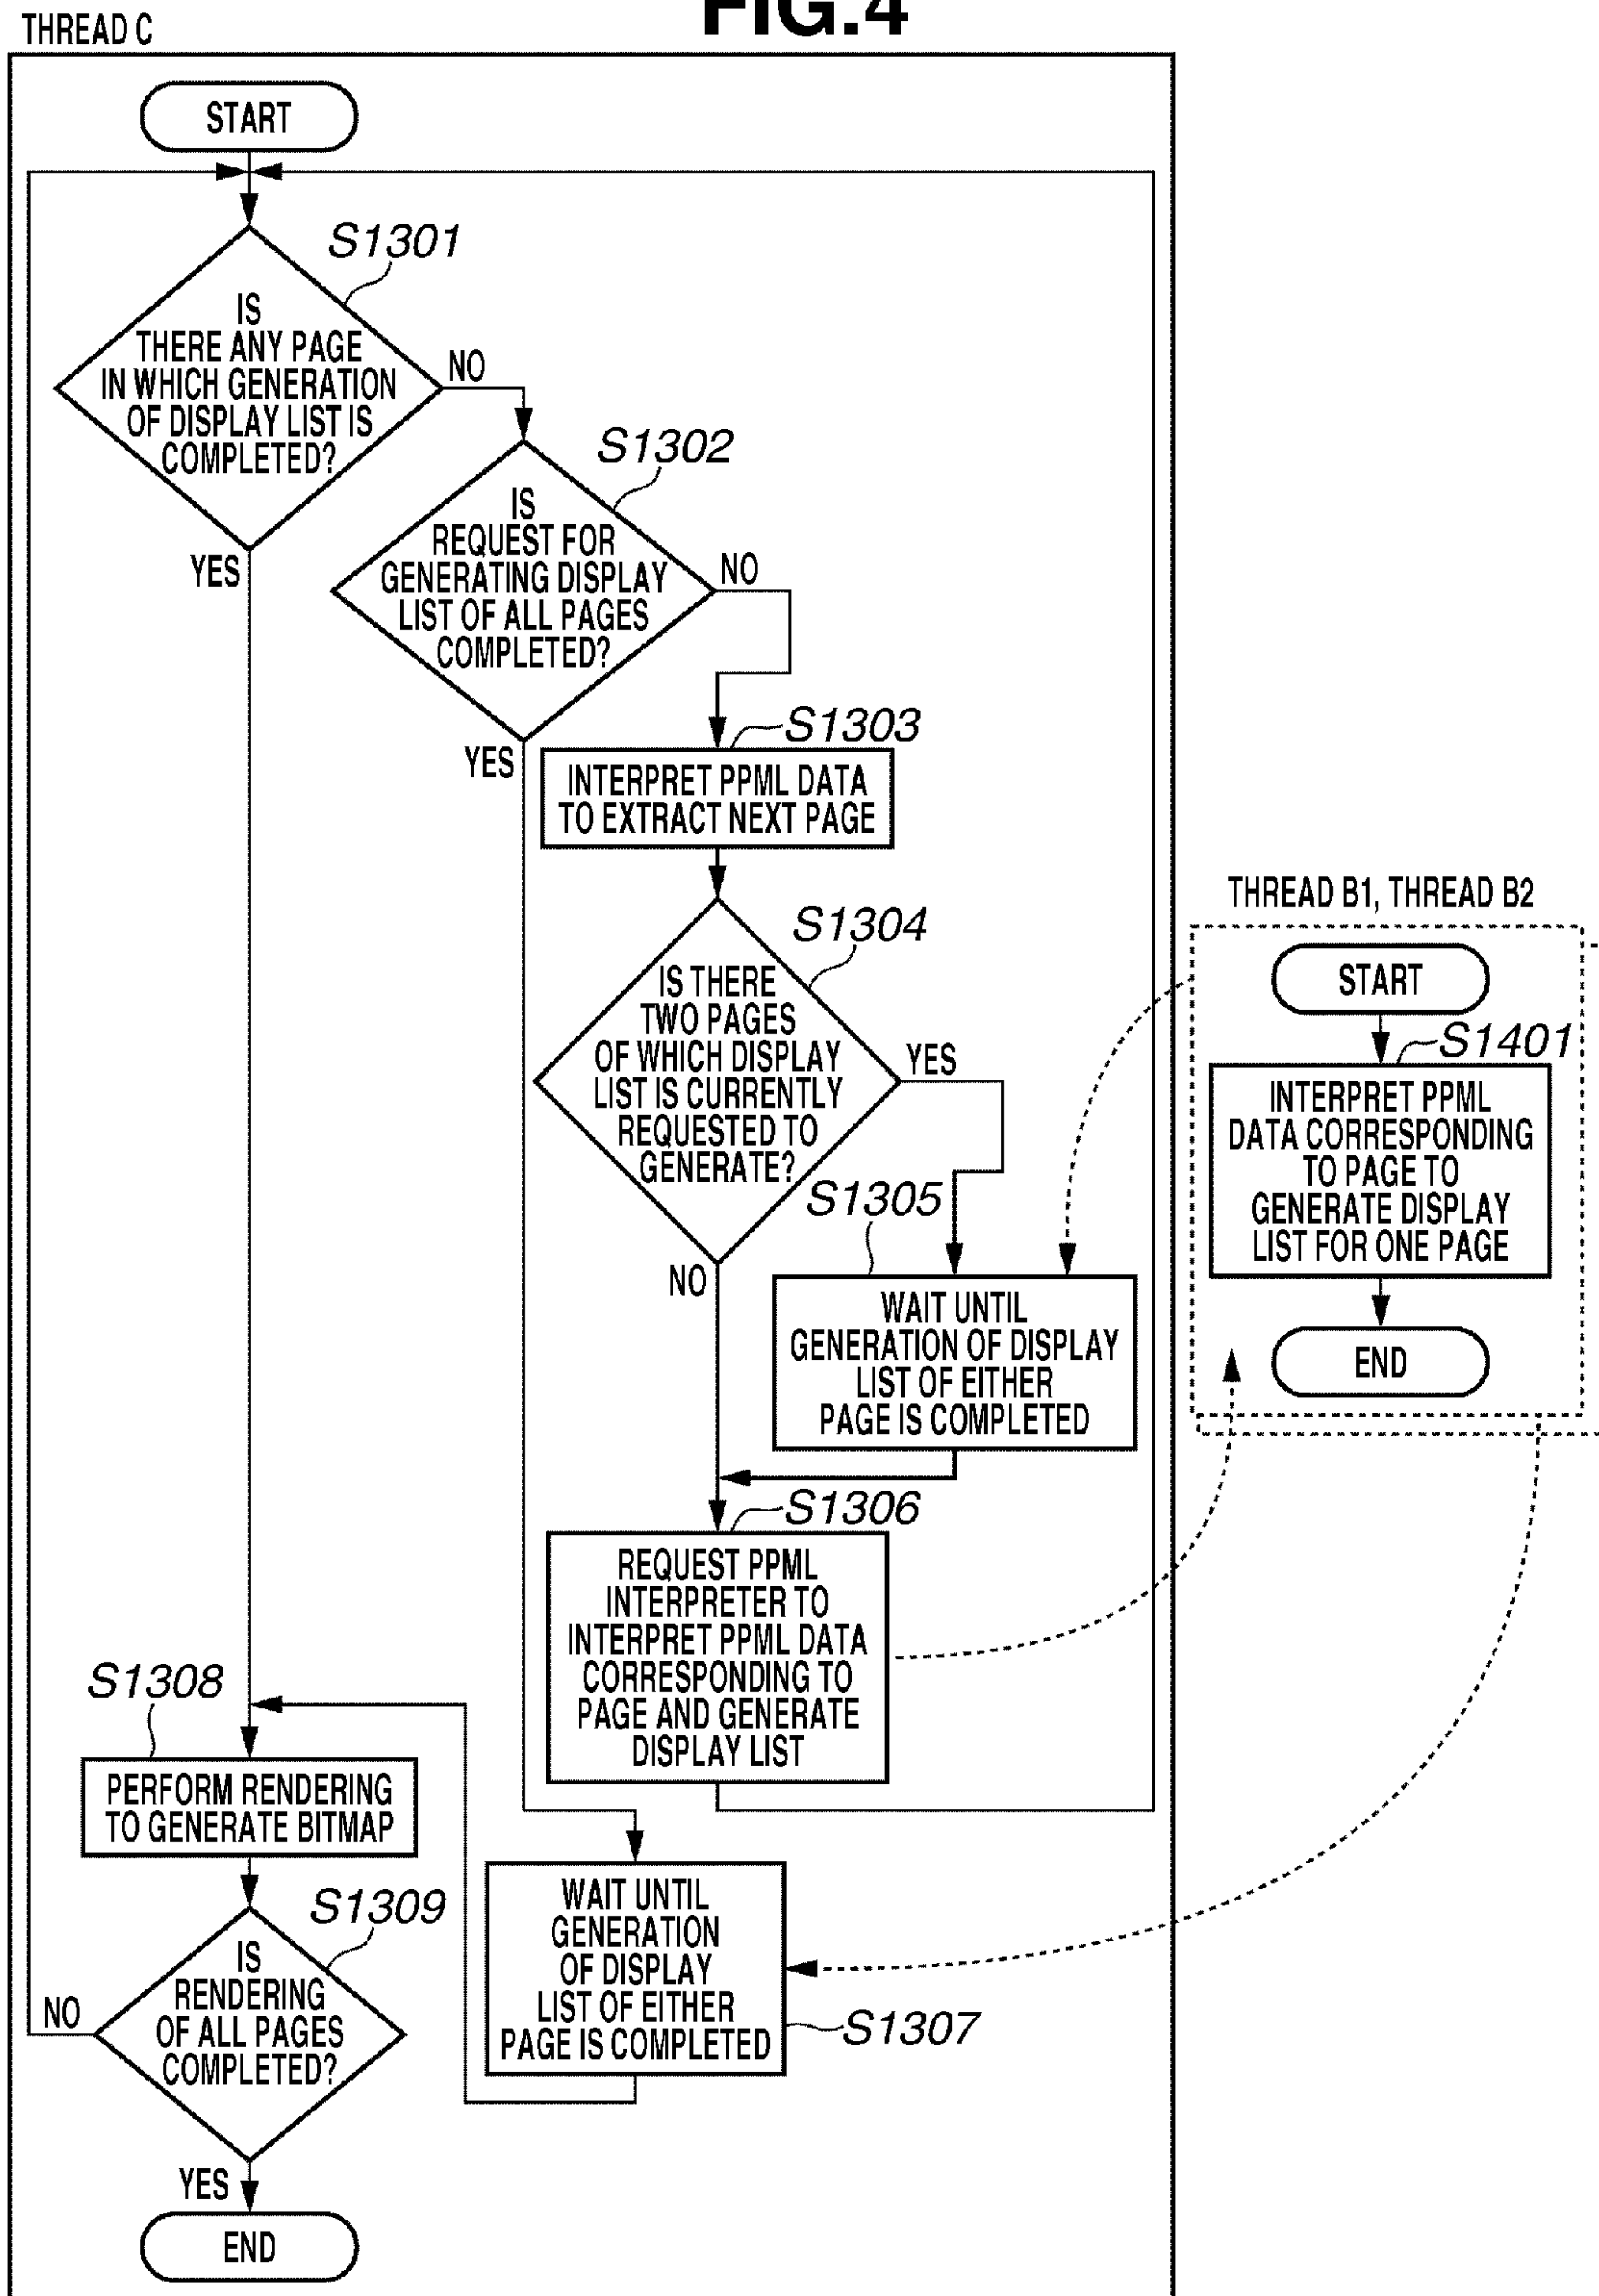 FIG.4
THREAD C
START
S1301
IS
THERE ANY PAGE
IN WHICH GENERATION
OF DISPLAY LIST IS
COMPLETED?
NO
YES
S1302
IS
REQUEST FOR
GENERATING DISPLAY
LIST OF ALL PAGES
COMPLETED?
NO
YES
S1303
INTERPRET PPML DATA
TO EXTRACT NEXT PAGE
S1304
IS THERE
TWO PAGES
OF WHICH DISPLAY
LIST IS CURRENTLY
REQUESTED TO
GENERATE?
YES
NO
S1305
WAIT UNTIL
GENERATION OF DISPLAY
LIST OF EITHER
PAGE IS COMPLETED
S1306
REQUEST PPML
INTERPRETER TO
INTERPRET PPML DATA
CORRESPONDING TO
PAGE AND GENERATE
DISPLAY LIST
THREAD B1, THREAD B2
START
S1401
INTERPRET PPML
DATA CORRESPONDING
TO PAGE TO
GENERATE DISPLAY
LIST FOR ONE PAGE
END
S1308
PERFORM RENDERING
TO GENERATE BITMAP
WAIT UNTIL
GENERATION
OF DISPLAY
LIST OF EITHER
PAGE IS COMPLETED
S1307
S1309
IS
RENDERING
OF ALL PAGES
COMPLETED?
NO
YES
END